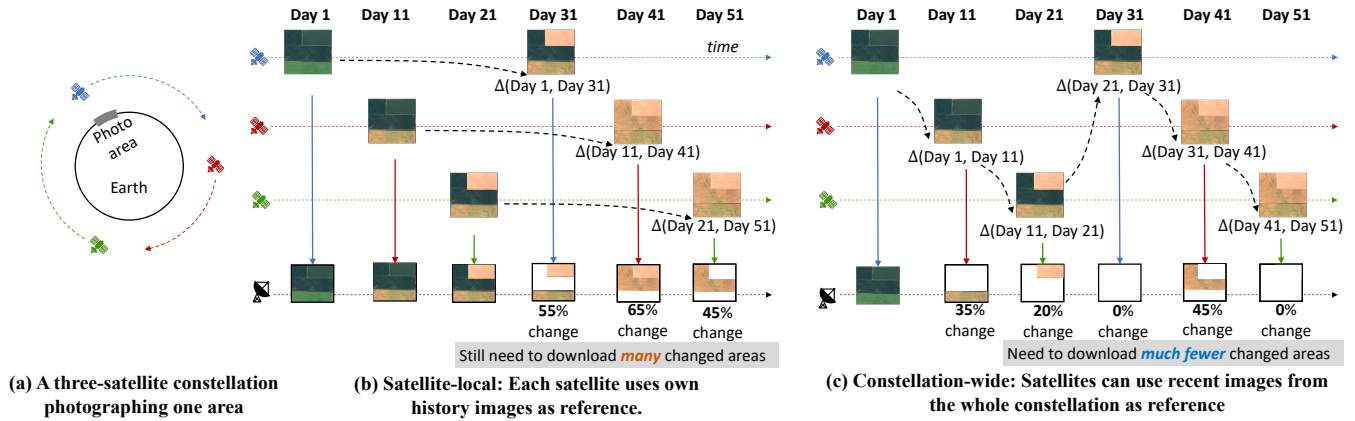 Photo
area
Earth
(a) A three-satellite constellation
photographing one area
Day 1 Day 11 Day 21 Day 31 Day 41 Day 51
time
Δ(Day 1, Day 31)
Δ(Day 11, Day 41)
Δ(Day 21, Day 51)
55% 65% 45%
change change change
Still need to download many changed areas
(b) Satellite-local: Each satellite uses own
history images as reference.
Day 1 Day 11 Day 21 Day 31 Day 41 Day 51
Δ(Day 21, Day 31)
Δ(Day 1, Day 11)
Δ(Day 31, Day 41)
Δ(Day 11, Day 21)
Δ(Day 41, Day 51)
35% 20% 0% 45% 0%
change change change change change
Need to download much fewer changed areas
(c) Constellation-wide: Satellites can use recent images from
the whole constellation as reference